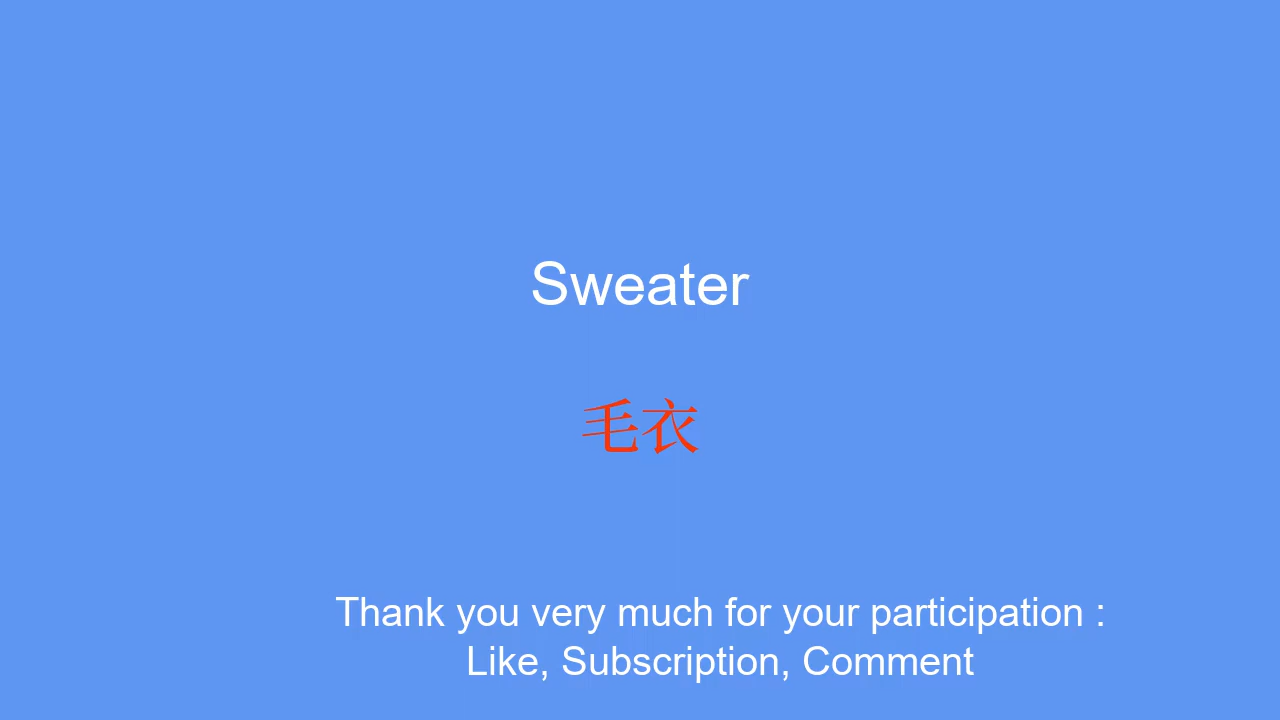 Sweater
毛衣
Thank you very much for your participation :
Like, Subscription, Comment